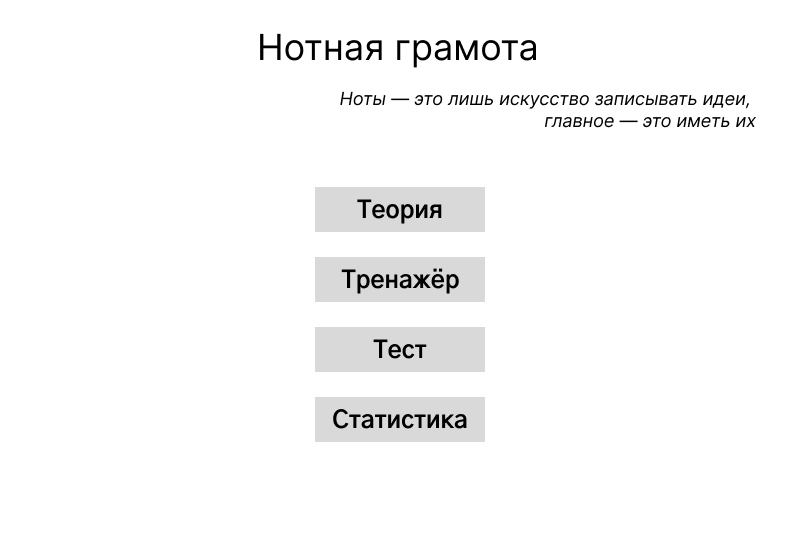 Нотная грамота
Ноты — это лишь искусство записывать идеи,
главное — это иметь их
Теория
Тренажёр
Тест
Статистика